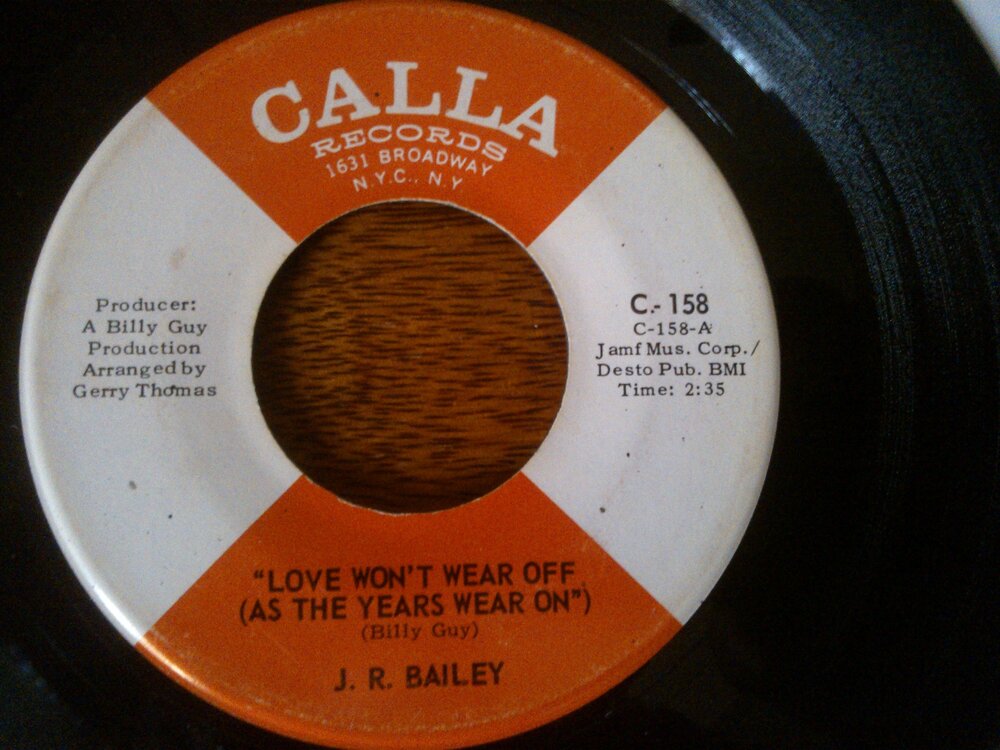 CALLA
RECORDS
1631 BROADWAY
N.Y.C., N.Y
Producer:
A Billy Guy
Production
Arranged by
Gerry Thomas
C.- 158
C-158-A
Jamf Mus. Corp./
Desto Pub. BMI
Time: 2:35
"LOVE WON'T WEAR OFF
(AS THE YEARS WEAR ON")
(Billy Guy)
J. R. BAILEY